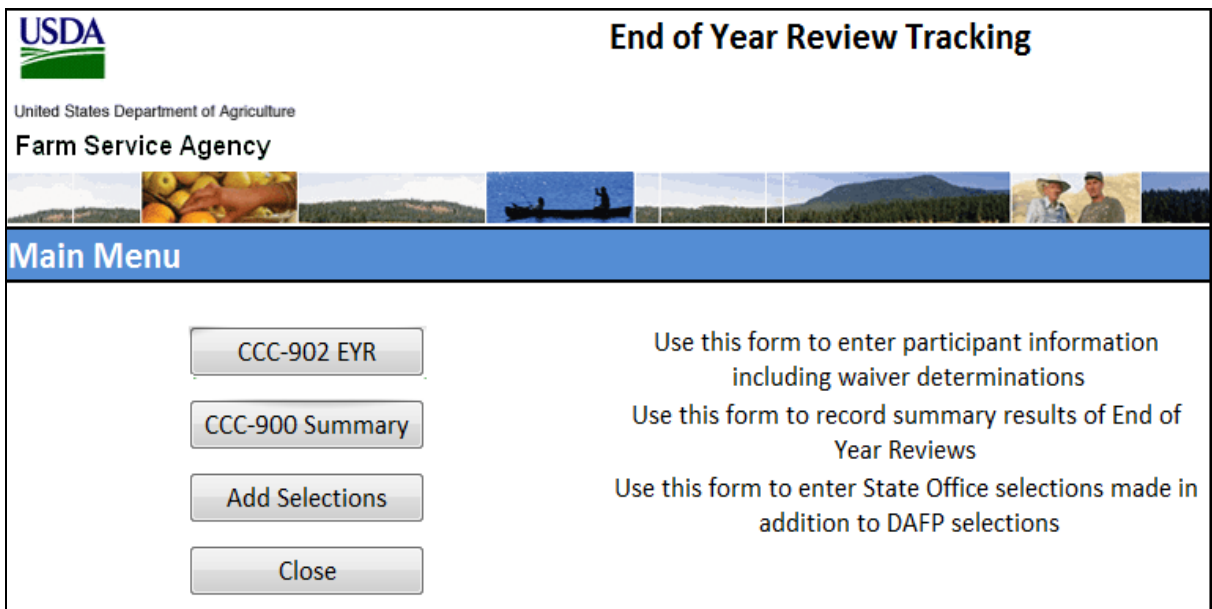 USDA
End of Year Review Tracking
United States Department of Agriculture
Farm Service Agency
Main Menu
CCC-902 EYR
Use this form to enter participant information
including waiver determinations
CCC-900 Summary
Use this form to record summary results of End of
Year Reviews
Add Selections
Use this form to enter State Office selections made in
addition to DAFP selections
Close